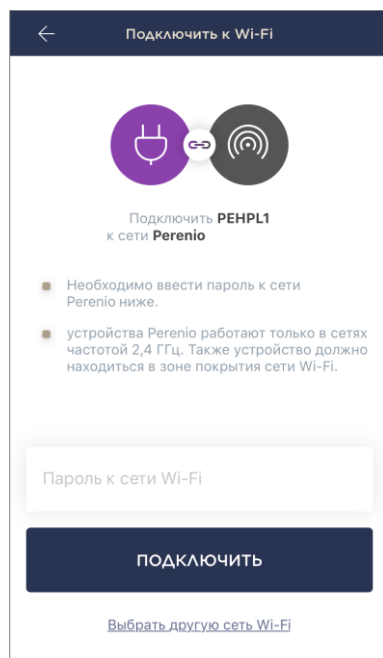 Подключить к Wi-Fi
Подключить PEHPL1
к сети Perenio
Необходимо ввести пароль к сети
Perenio ниже.
устройства Perenio работают только в сетях
частотой 2,4 ГГц. Также устройство должно
находиться в зоне покрытия сети Wi-Fi.
Пароль к сети Wi-Fi
ПОДКЛЮЧИТЬ
Выбрать другую сеть Wi-Fi